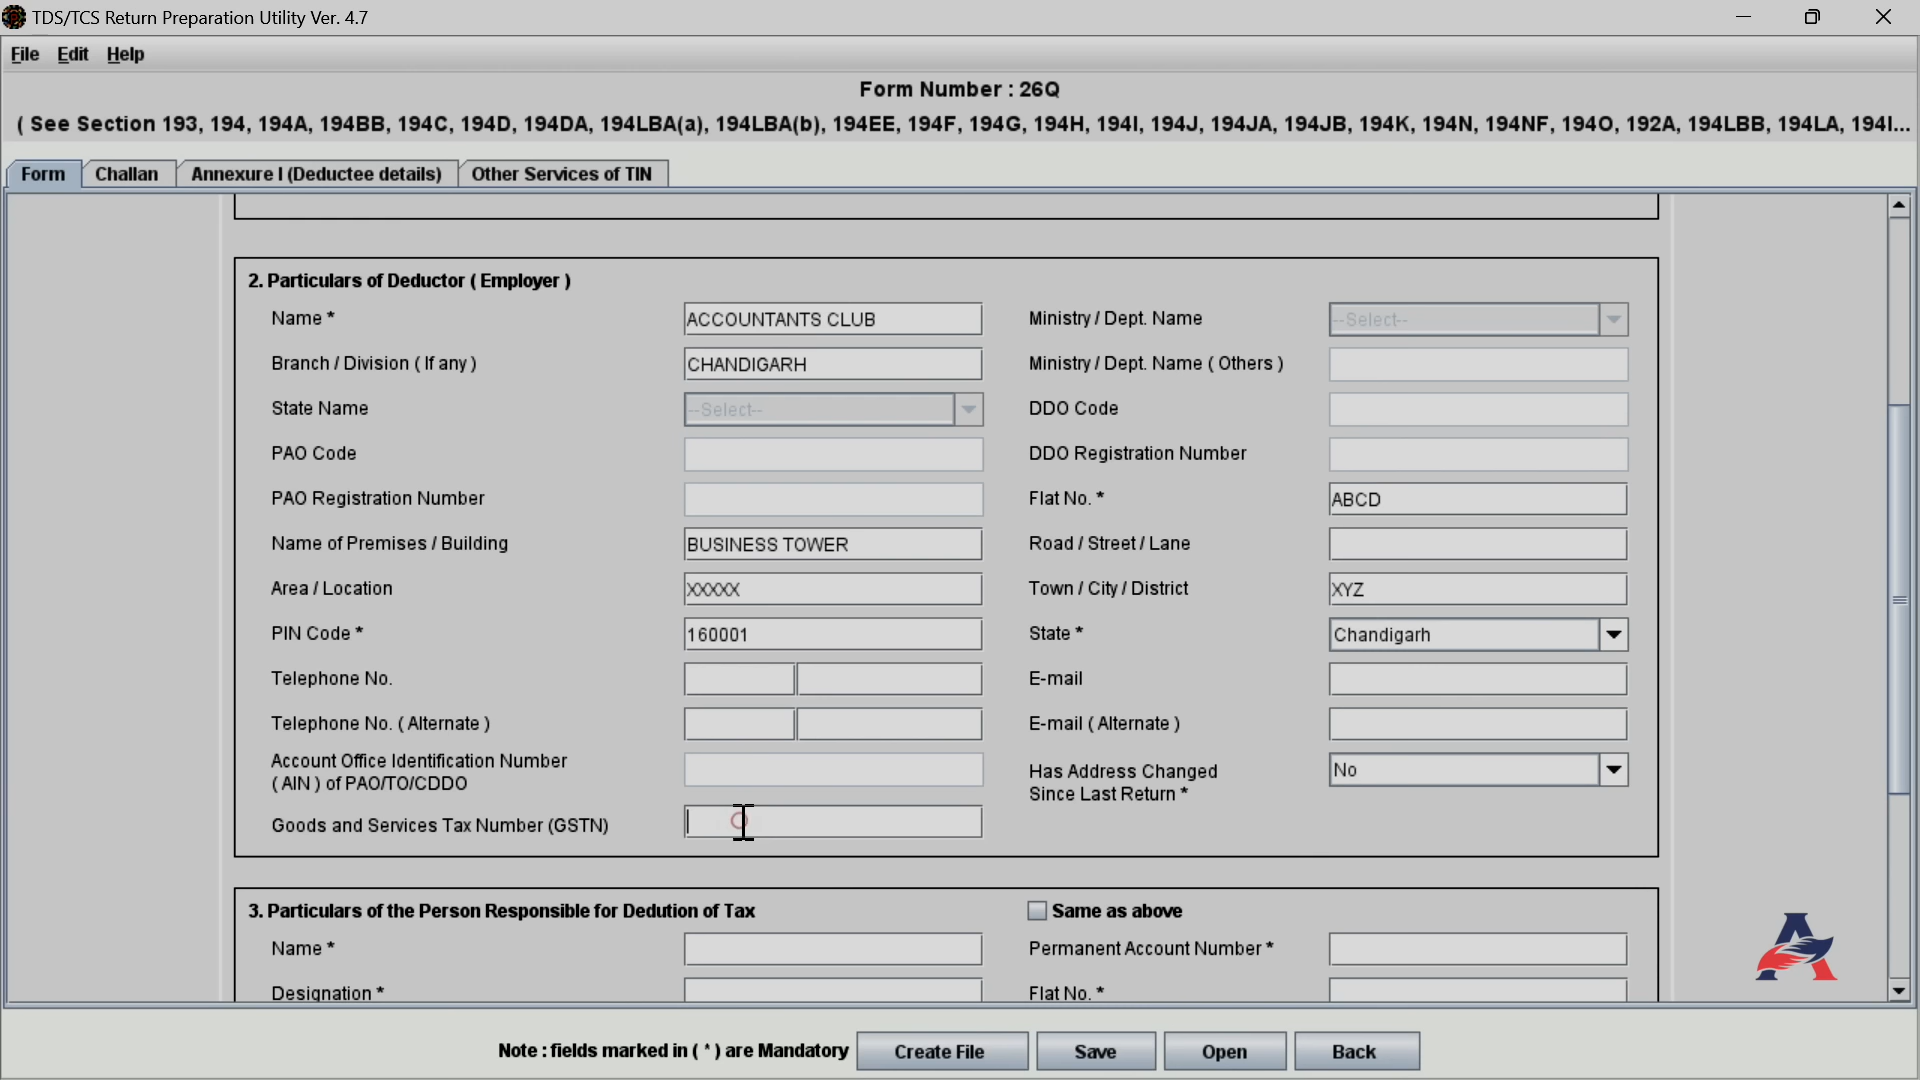 TDS/TCS Return Preparation Utility Ver. 4.7
File Edit Help
Form Number : 26Q
( See Section 193, 194, 194A, 194BB, 194C, 194D, 194DA, 194LBA(a), 194LBA(b), 194EE, 194F, 194G, 194H, 194I, 194J, 194JA, 194JB, 194K, 194N, 194NF, 194O, 192A, 194LBB, 194LA, 194I...
Form Challan Annexure I (Deductee details) Other Services of TIN
2. Particulars of Deductor ( Employer )
Name * ACCOUNTANTS CLUB Ministry / Dept. Name --Select--
Branch / Division ( If any ) CHANDIGARH Ministry / Dept. Name ( Others )
State Name --Select-- DDO Code
PAO Code DDO Registration Number
PAO Registration Number Flat No. * ABCD
Name of Premises / Building BUSINESS TOWER Road / Street / Lane
Area / Location XXXXX Town / City / District XYZ
PIN Code * 160001 State * Chandigarh
Telephone No. E-mail
Telephone No. ( Alternate ) E-mail ( Alternate )
Account Office Identification Number
( AIN ) of PAO/TO/CDDO
Has Address Changed No
Since Last Return *
Goods and Services Tax Number (GSTN)
3. Particulars of the Person Responsible for Dedution of Tax Same as above
Name * Permanent Account Number *
Designation * Flat No. *
Note : fields marked in ( * ) are Mandatory Create File Save Open Back